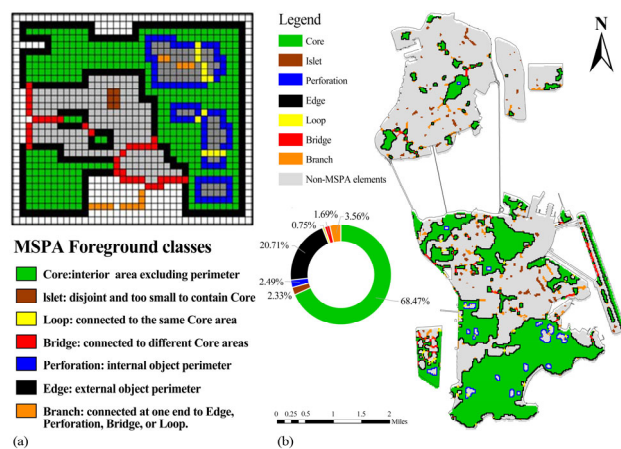 MSPA Foreground classes
Core:interior area excluding perimeter
Islet: disjoint and too small to contain Core
Loop: connected to the same Core area
Bridge: connected to different Core areas
Perforation: internal object perimeter
Edge: external object perimeter
Branch: connected at one end to Edge,
Perforation, Bridge, or Loop.
(a)
Legend
Core
Islet
Perforation
Edge
Loop
Bridge
Branch
Non-MSPA elements
N
1.69%
0.75%
3.56%
20.71%
2.49%
2.33%
68.47%
0 0.25 0.5 1 1.5 2
Miles
(b)